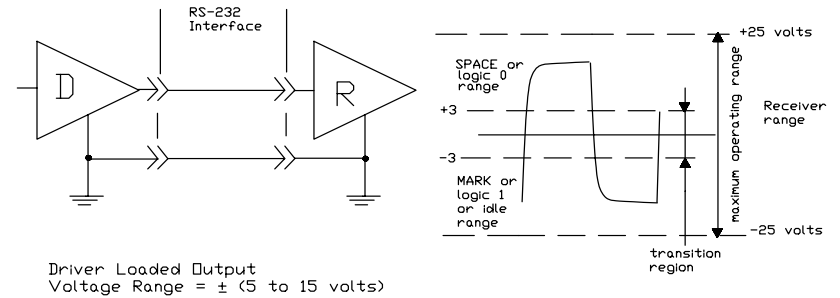 RS-232
Interface
D
R
Driver Loaded Output
Voltage Range = ± (5 to 15 volts)
+25 volts
SPACE or
logic 0
range
+3
-3
MARK or
logic 1
or idle
range
maximum operating range
Receiver
range
-25 volts
transition
region